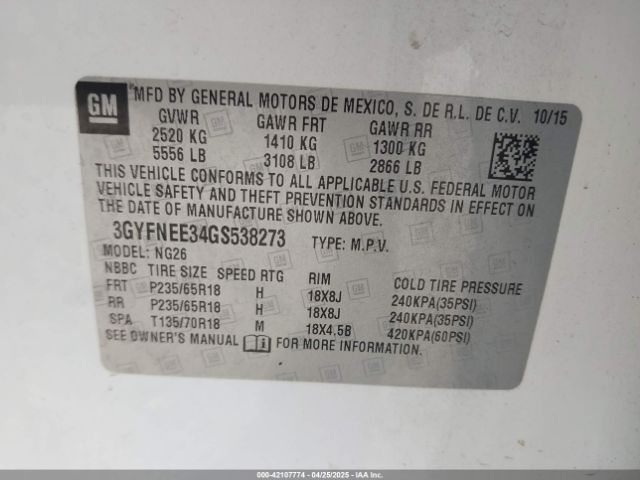 GM
MFD BY GENERAL MOTORS DE MEXICO, S. DE R.L. DE C.V. 10/15
GVWR GAWR FRT GAWR RR
2520 KG 1410 KG 1300 KG
5556 LB 3108 LB 2866 LB
THIS VEHICLE CONFORMS TO ALL APPLICABLE U.S. FEDERAL MOTOR
VEHICLE SAFETY AND THEFT PREVENTION STANDARDS IN EFFECT ON
THE DATE OF MANUFACTURE SHOWN ABOVE.
3GYFNEE34GS538273 TYPE: M.P.V.
MODEL: NG26
NBBC TIRE SIZE SPEED RTG RIM COLD TIRE PRESSURE
FRT P235/65R18 H 18X8J 240KPA(35PSI)
RR P235/65R18 H 18X8J 240KPA(35PSI)
SPA T135/70R18 M 18X4.5B 420KPA(60PSI)
SEE OWNER'S MANUAL FOR MORE INFORMATION.
000-42107774 - 04/25/2025 - IAAI.COM